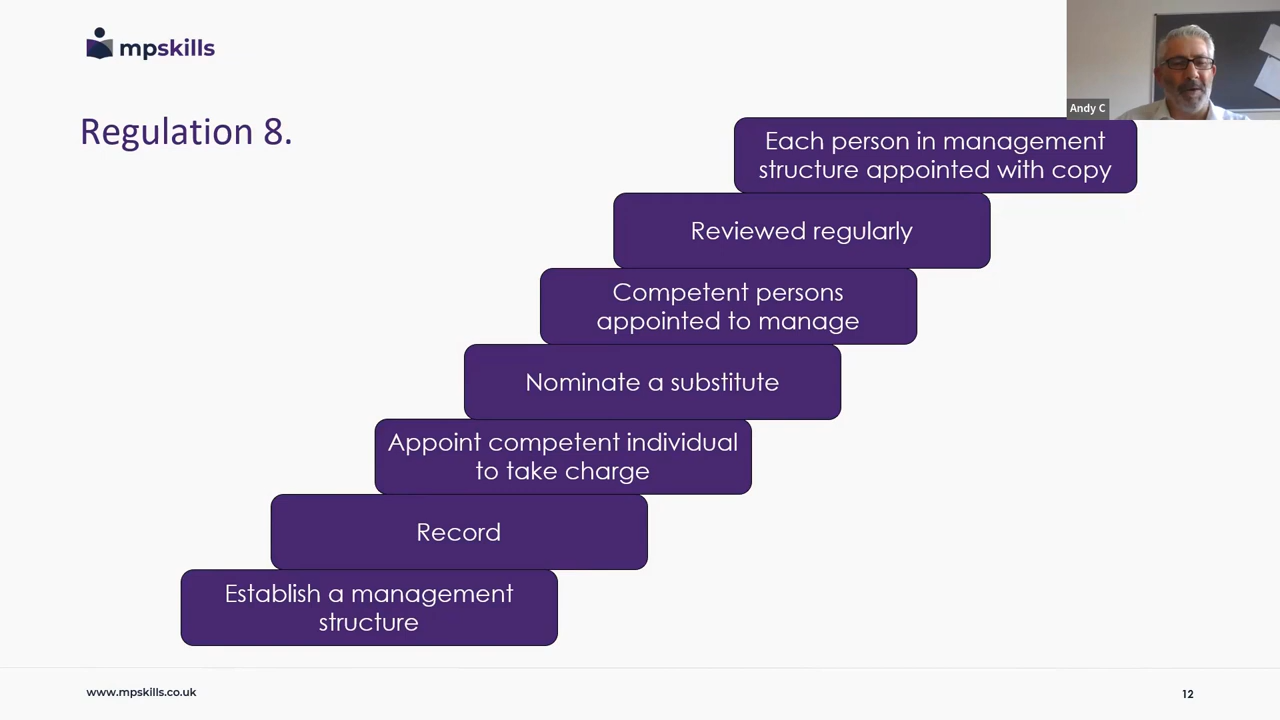 mpskills
Andy C
Regulation 8.
Each person in management
structure appointed with copy
Reviewed regularly
Competent persons
appointed to manage
Nominate a substitute
Appoint competent individual
to take charge
Record
Establish a management
structure
www.mpskills.co.uk
12